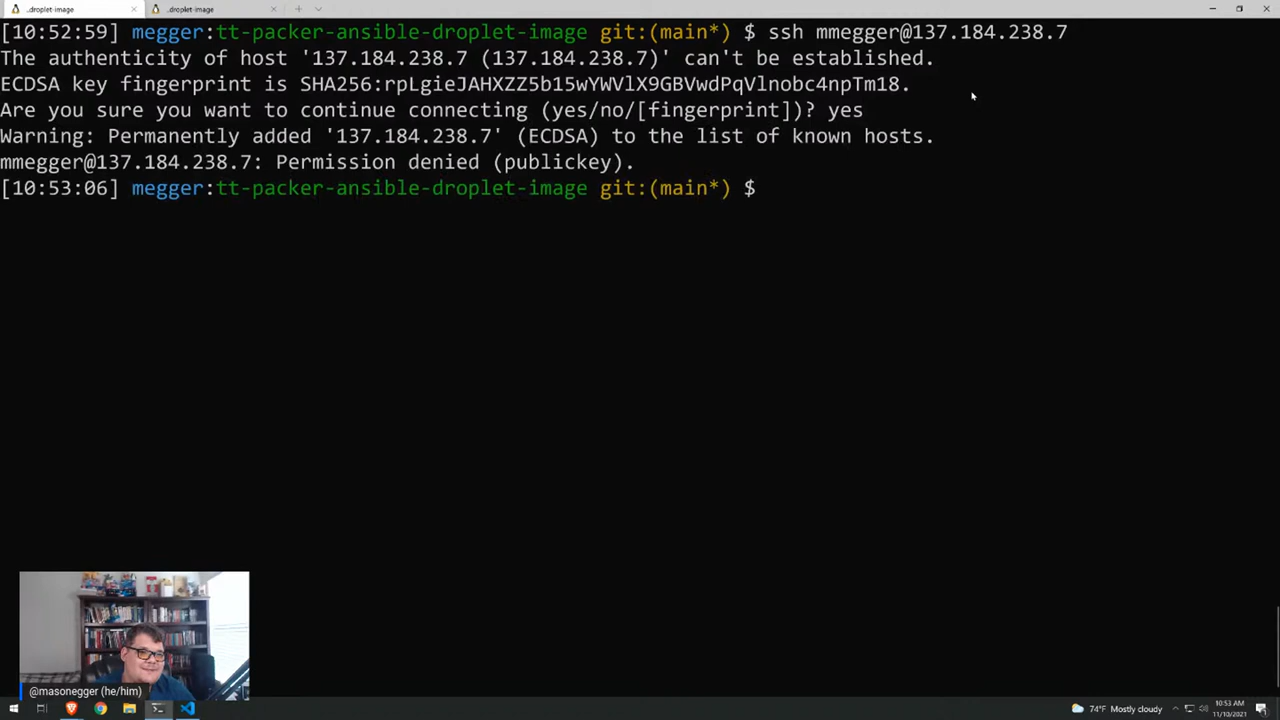 ..droplet-image
..droplet-image
[10:52:59] megger:tt-packer-ansible-droplet-image git:(main*) $ ssh mmegger@137.184.238.7
The authenticity of host '137.184.238.7 (137.184.238.7)' can't be established.
ECDSA key fingerprint is SHA256:rpLgieJAHXZZ5b15wYWVlX9GBVwdPqVlnobc4npTm18.
Are you sure you want to continue connecting (yes/no/[fingerprint])? yes
Warning: Permanently added '137.184.238.7' (ECDSA) to the list of known hosts.
mmegger@137.184.238.7: Permission denied (publickey).
[10:53:06] megger:tt-packer-ansible-droplet-image git:(main*) $
@masonegger (he/him)
74°F Mostly cloudy
10:53 AM
11/10/2021